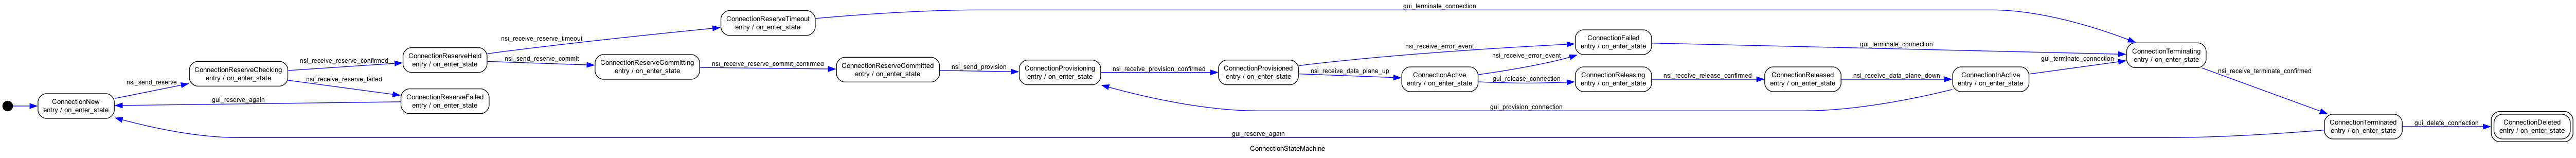 ConnectionNew
entry / on_enter_state
nsi_send_reserve
ConnectionReserveChecking
entry / on_enter_state
nsi_receive_reserve_confirmed
nsi_receive_reserve_failed
gui_reserve_again
ConnectionReserveHeld
entry / on_enter_state
ConnectionReserveFailed
entry / on_enter_state
nsi_receive_reserve_timeout
nsi_send_reserve_commit
ConnectionReserveTimeout
entry / on_enter_state
ConnectionReserveCommitting
entry / on_enter_state
gui_terminate_connection
nsi_receive_reserve_commit_confirmed
ConnectionReserveCommitted
entry / on_enter_state
nsi_send_provision
ConnectionProvisioning
entry / on_enter_state
nsi_receive_provision_confirmed
ConnectionProvisioned
entry / on_enter_state
nsi_receive_error_event
nsi_receive_data_plane_up
ConnectionActive
entry / on_enter_state
nsi_receive_error_event
gui_release_connection
ConnectionFailed
entry / on_enter_state
gui_terminate_connection
ConnectionReleasing
entry / on_enter_state
nsi_receive_release_confirmed
ConnectionReleased
entry / on_enter_state
nsi_receive_data_plane_down
ConnectionInActive
entry / on_enter_state
gui_terminate_connection
gui_provision_connection
ConnectionTerminating
entry / on_enter_state
nsi_receive_terminate_confirmed
ConnectionTerminated
entry / on_enter_state
gui_reserve_again
gui_delete_connection
ConnectionDeleted
entry / on_enter_state
ConnectionStateMachine